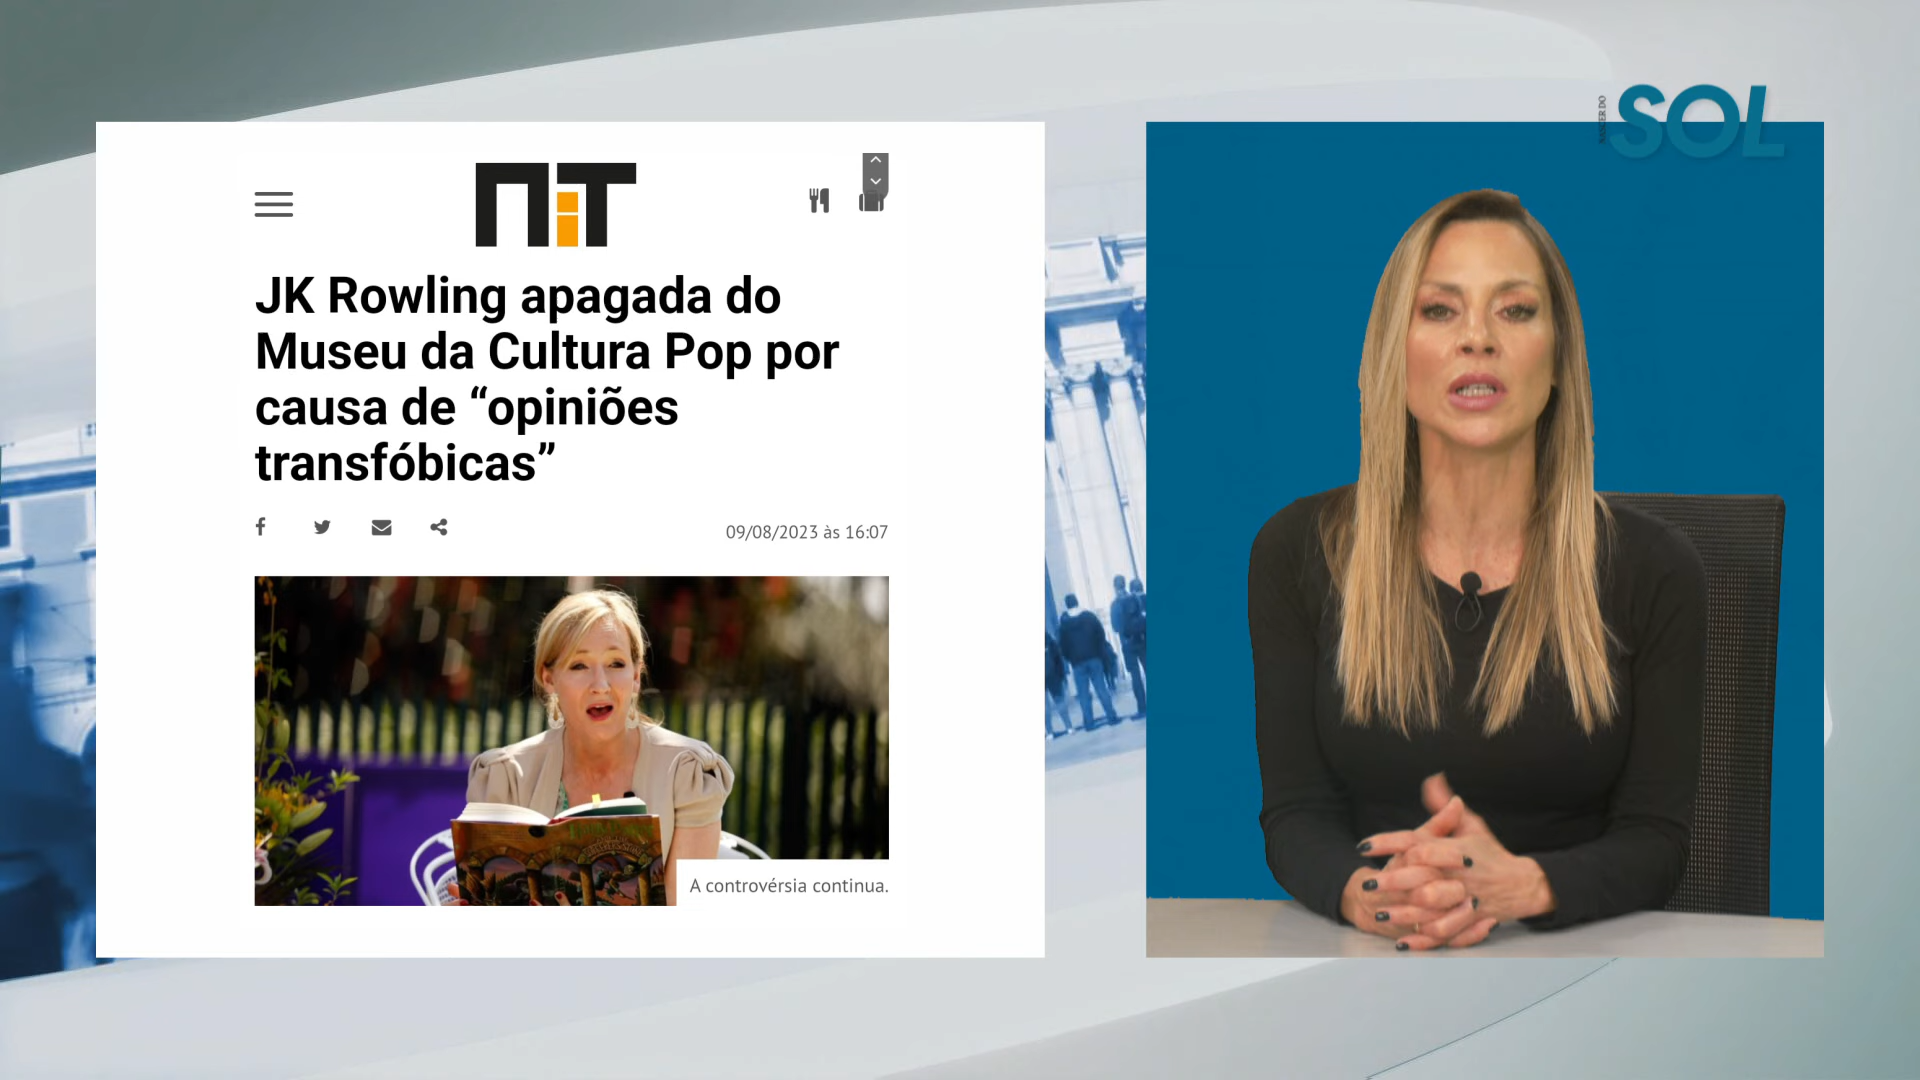 NASCER DO
SOL
NiT
JK Rowling apagada do
Museu da Cultura Pop por
causa de “opiniões
transfóbicas”
09/08/2023 às 16:07
A controvérsia continua.